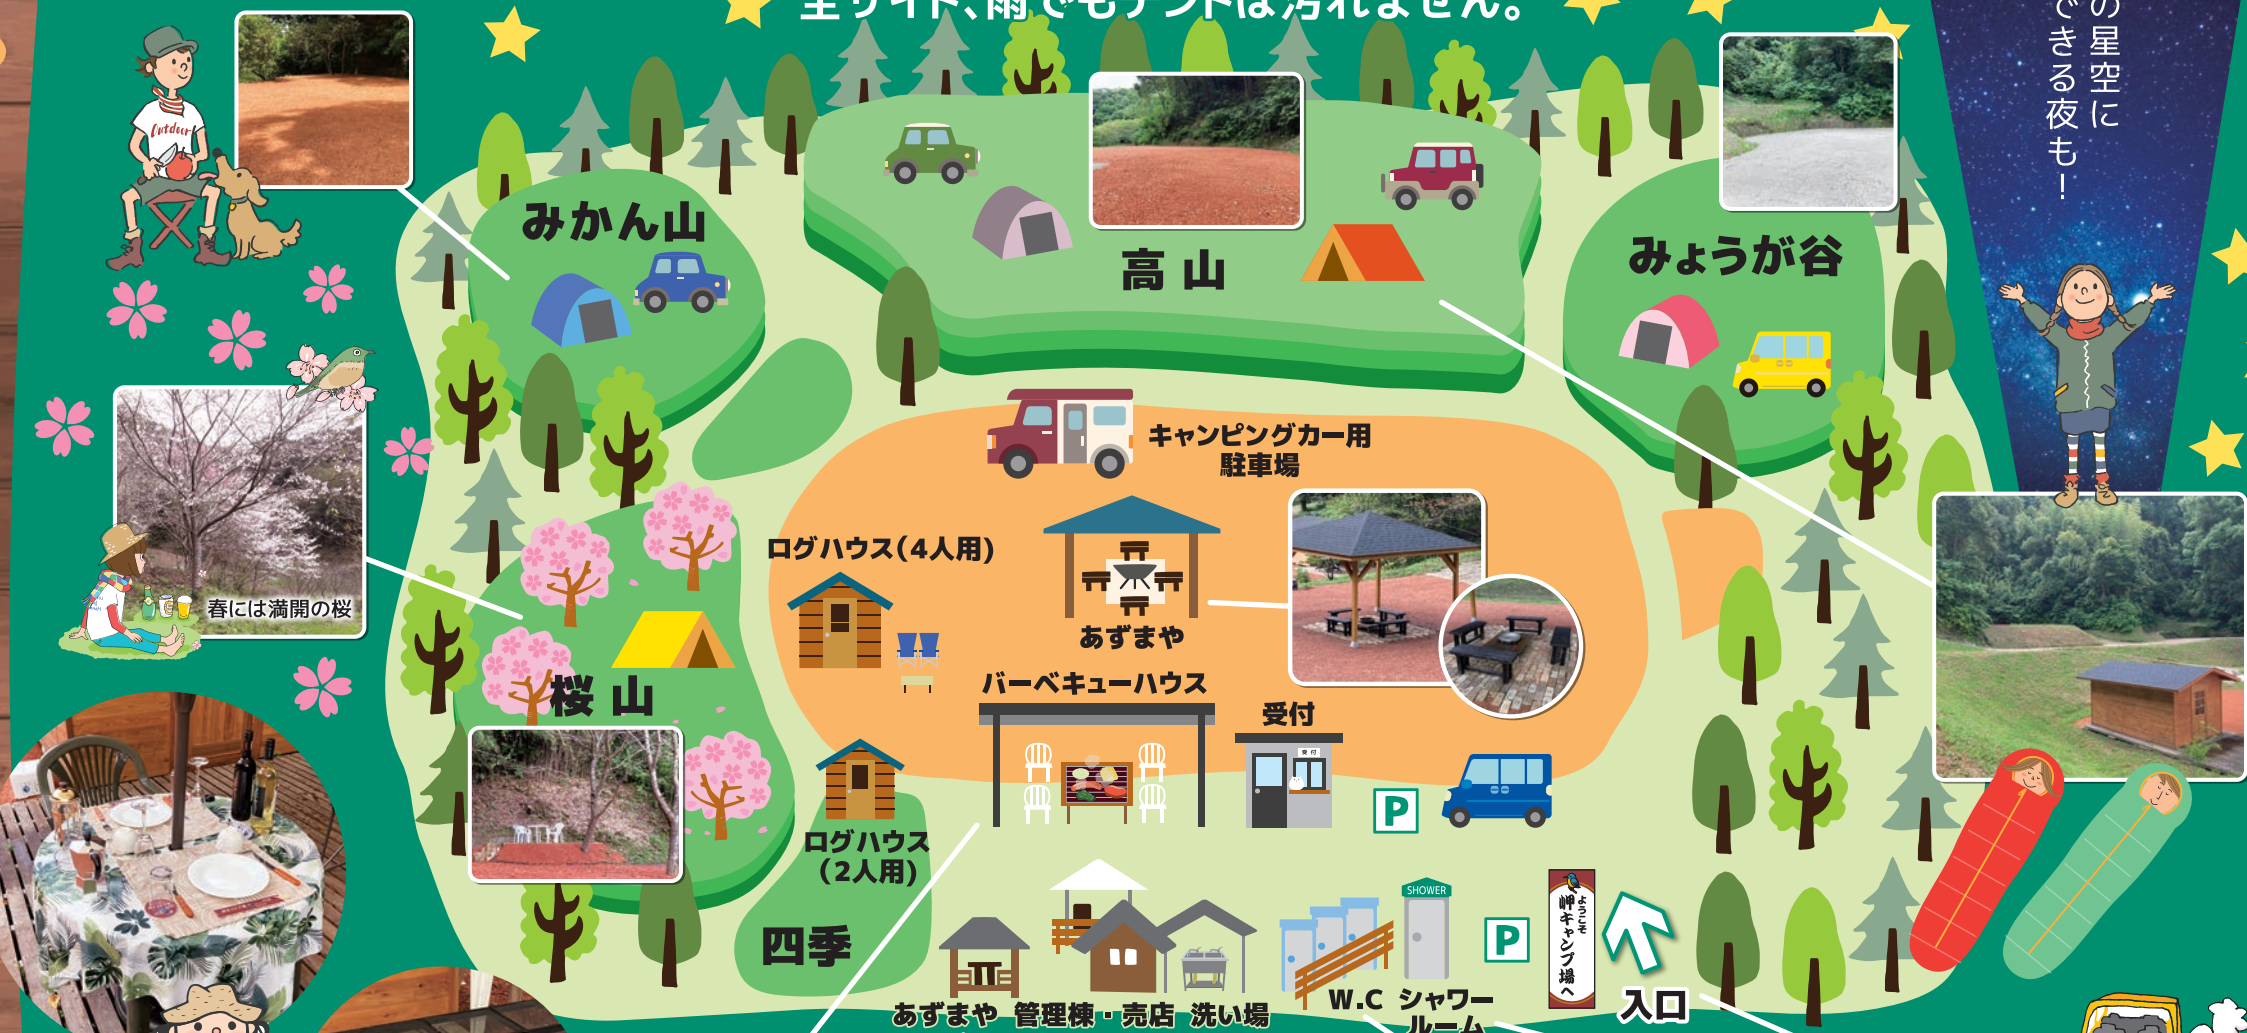 全サイト、雨でもテントは汚れません。
の星空に
できる夜も!
Outdoor
みかん山
高山
みょうが谷
キャンピングカー用
駐車場
ログハウス(4人用)
あずまや
春には満開の桜
桜山
バーベキューハウス
受付
受付
P
ログハウス
(2人用)
四季
SHOWER
P
ようこそ
岬キャンプ場へ
あずまや 管理棟・売店 洗い場
W.C シャワー
ルーム
入口